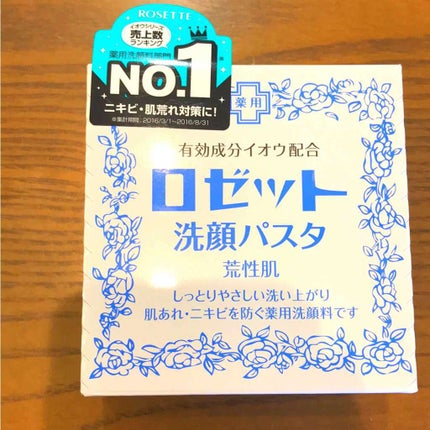 ROSETTE
イオウシリーズ
売上数
ランキング
薬用洗顔料部門
NO.1
ニキビ・肌荒れ対策に!
※集計期間:2016/3/1~2016/8/31
薬用
有効成分イオウ配合
ロゼット
洗顔パスタ
荒性肌
しっとりやさしい洗い上がり
肌あれ・ニキビを防ぐ薬用洗顔料です